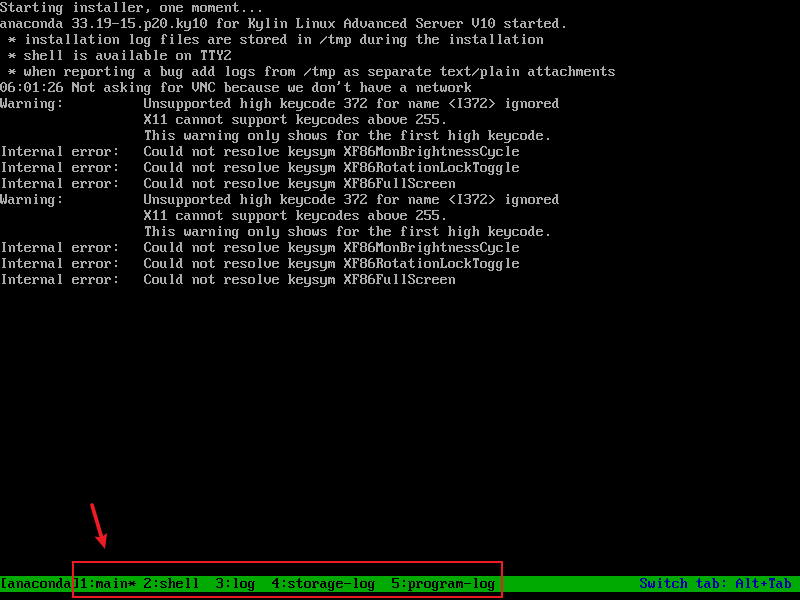 Starting installer, one moment...
anaconda 33.19-15.p20.ky10 for Kylin Linux Advanced Server V10 started.
 * installation log files are stored in /tmp during the installation
 * shell is available on TTY2
 * when reporting a bug add logs from /tmp as separate text/plain attachments
06:01:26 Not asking for VNC because we don't have a network
Warning:          Unsupported high keycode 372 for name <I372> ignored
                  X11 cannot support keycodes above 255.
                  This warning only shows for the first high keycode.
Internal error:   Could not resolve keysym XF86MonBrightnessCycle
Internal error:   Could not resolve keysym XF86RotationLockToggle
Internal error:   Could not resolve keysym XF86FullScreen
Warning:          Unsupported high keycode 372 for name <I372> ignored
                  X11 cannot support keycodes above 255.
                  This warning only shows for the first high keycode.
Internal error:   Could not resolve keysym XF86MonBrightnessCycle
Internal error:   Could not resolve keysym XF86RotationLockToggle
Internal error:   Could not resolve keysym XF86FullScreen
[anaconda]1:main* 2:shell  3:log  4:storage-log  5:program-log                  Switch tab: Alt+Tab